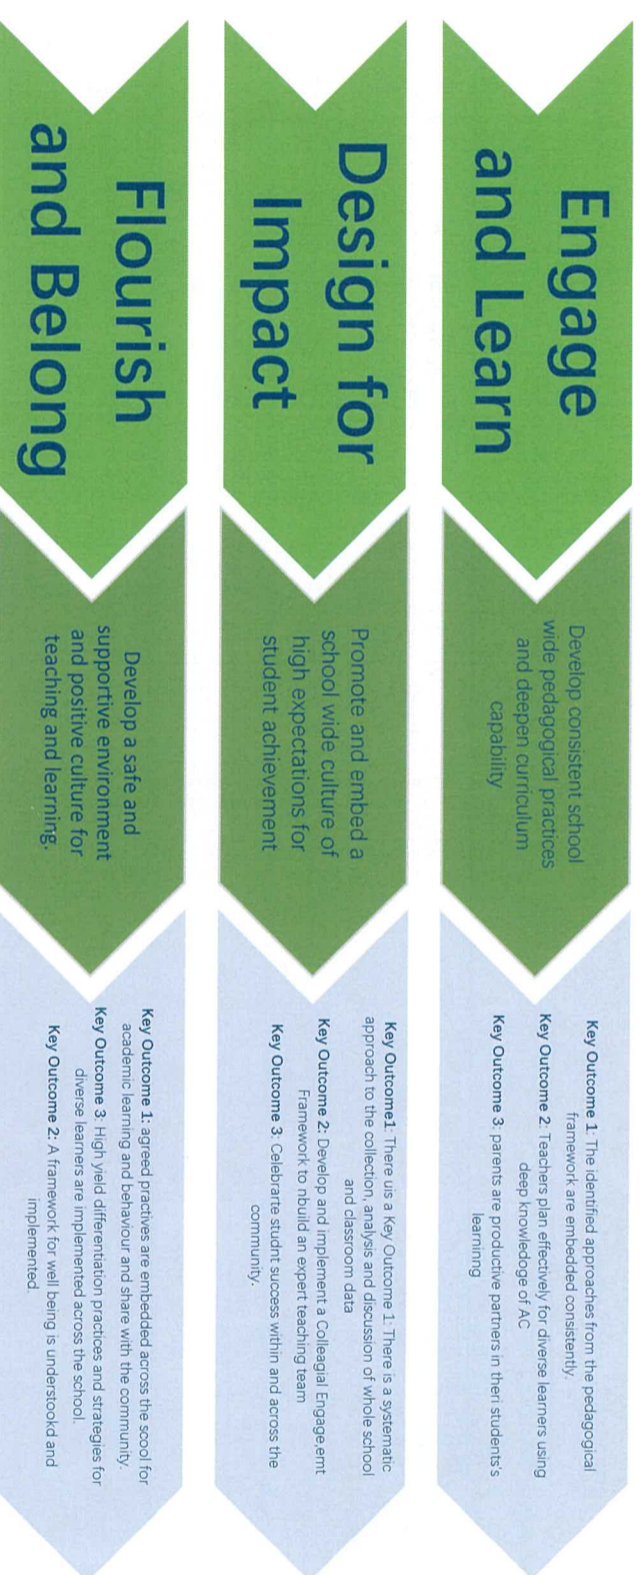 Engage
and Learn
Develop consistent school
wide pedagogical practices
and deepen curriculum
capability
Key Outcome 1: The identified approaches from the pedagogical
framework are embedded consistently.
Key Outcome 2: Teachers plan effectively for diverse learners using
deep knowledoge of AC
Key Outcome 3: parents are productive partners in theri students's
learninng
Design for
Impact
Promote and embed a
school wide culture of
high expectations for
student achievement
Key Outcome1: There uis a Key Outcome 1: There is a systematic
approach to the collection, analysis and discussion of whole school
and classroom data
Key Outcome 2: Develop and implement a Colleagial Engage,emt
Framework to nbuild an expert teaching team
Key Outcome 3: Celebrarte studnt success within and across the
community.
Flourish
and Belong
Develop a safe and
supportive environment
and positive culture for
teaching and learning.
Key Outcome 1: agreed practives are embedded across the scool for
academic learning and behaviour and share with the community.
Key Outcome 3: High yield differentiation practices and strategies for
diverse learners are implemented across the school.
Key Outcome 2: A framework for well being is understookd and
implemented.